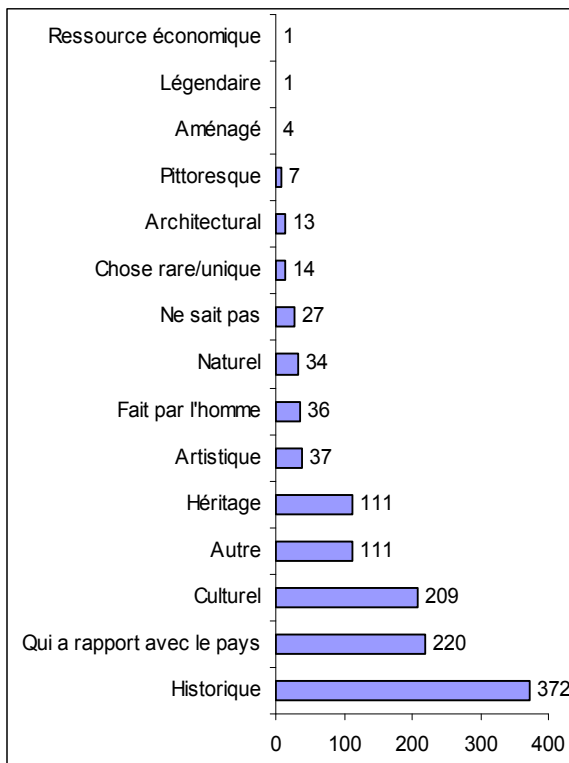 Ressource économique 1
Légendaire 1
Aménagé 4
Pittoresque 7
Architectural 13
Chose rare/unique 14
Ne sait pas 27
Naturel 34
Fait par l'homme 36
Artistique 37
Héritage 111
Autre 111
Culturel 209
Qui a rapport avec le pays 220
Historique 372
0 100 200 300 400